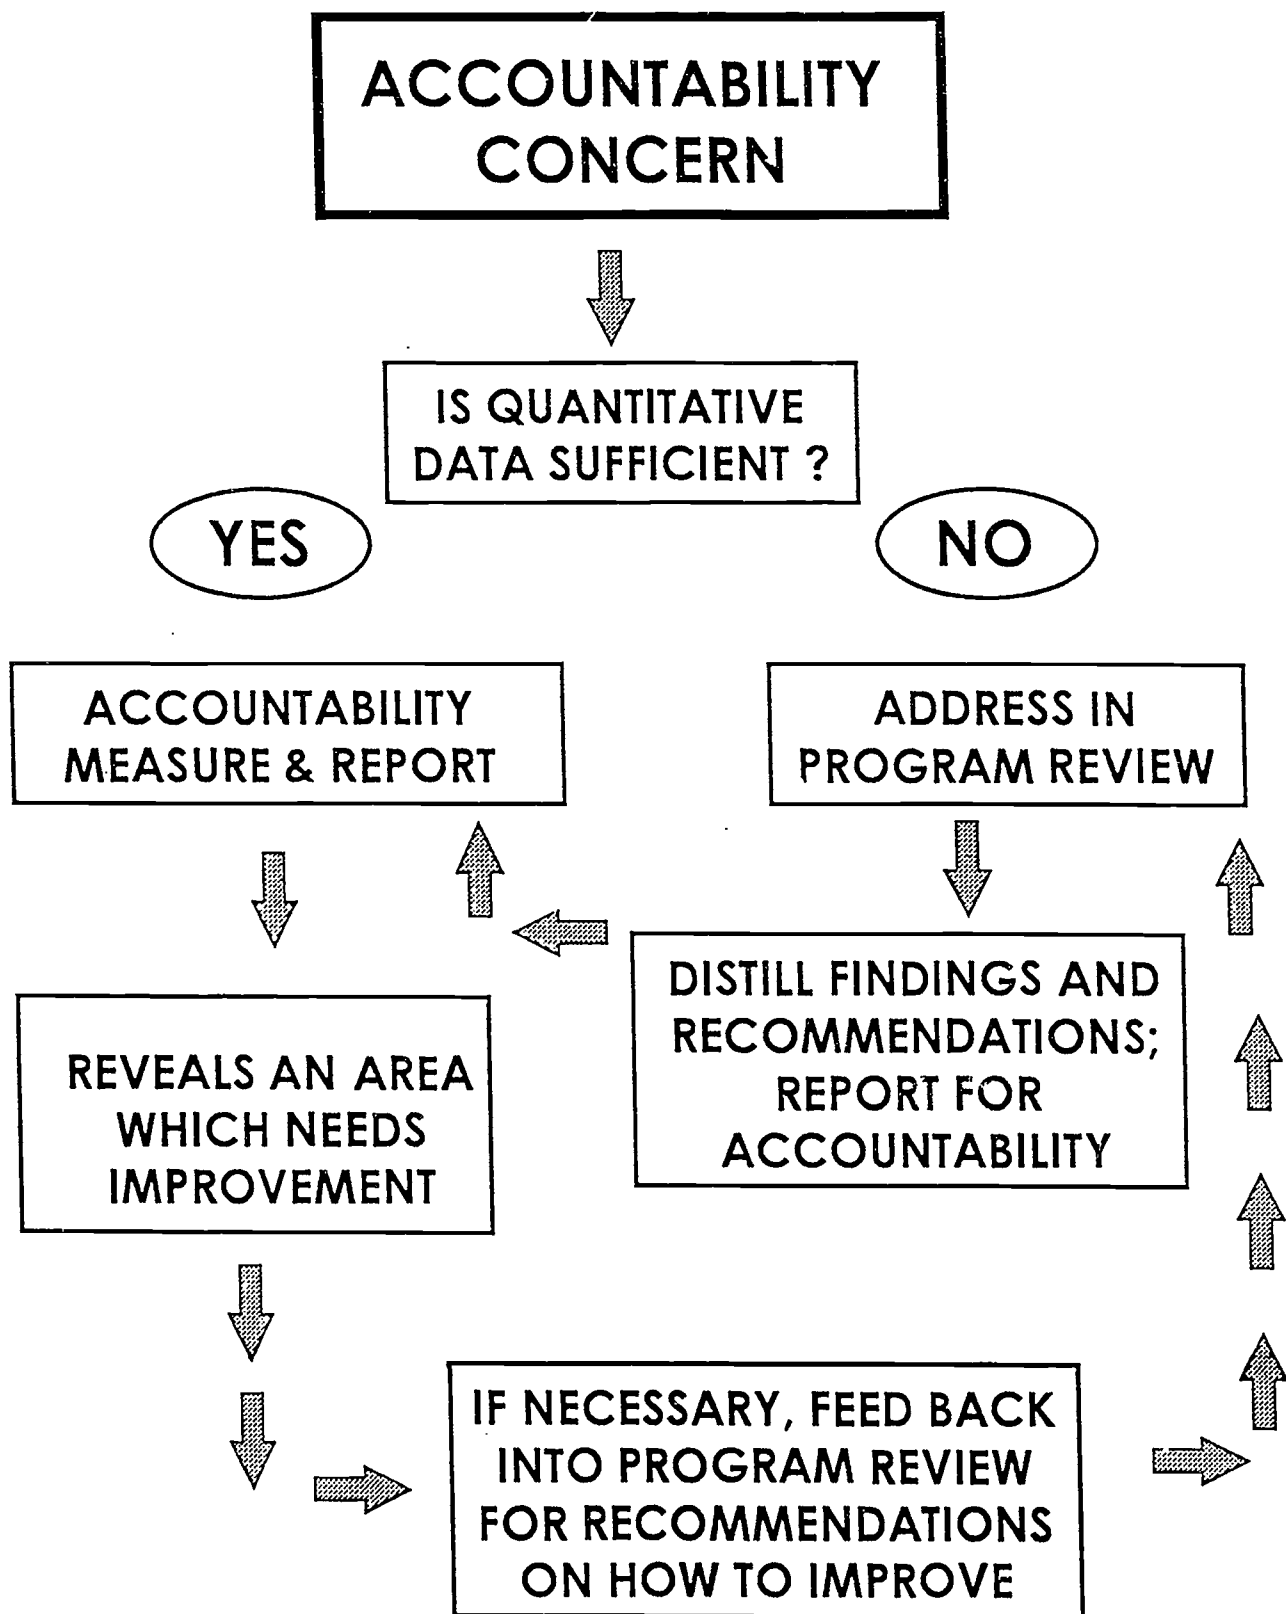 ACCOUNTABILITY
CONCERN
IS QUANTITATIVE
DATA SUFFICIENT ?
YES
NO
ACCOUNTABILITY
MEASURE & REPORT
ADDRESS IN
PROGRAM REVIEW
DISTILL FINDINGS AND
RECOMMENDATIONS;
REPORT FOR
ACCOUNTABILITY
REVEALS AN AREA
WHICH NEEDS
IMPROVEMENT
IF NECESSARY, FEED BACK
INTO PROGRAM REVIEW
FOR RECOMMENDATIONS
ON HOW TO IMPROVE